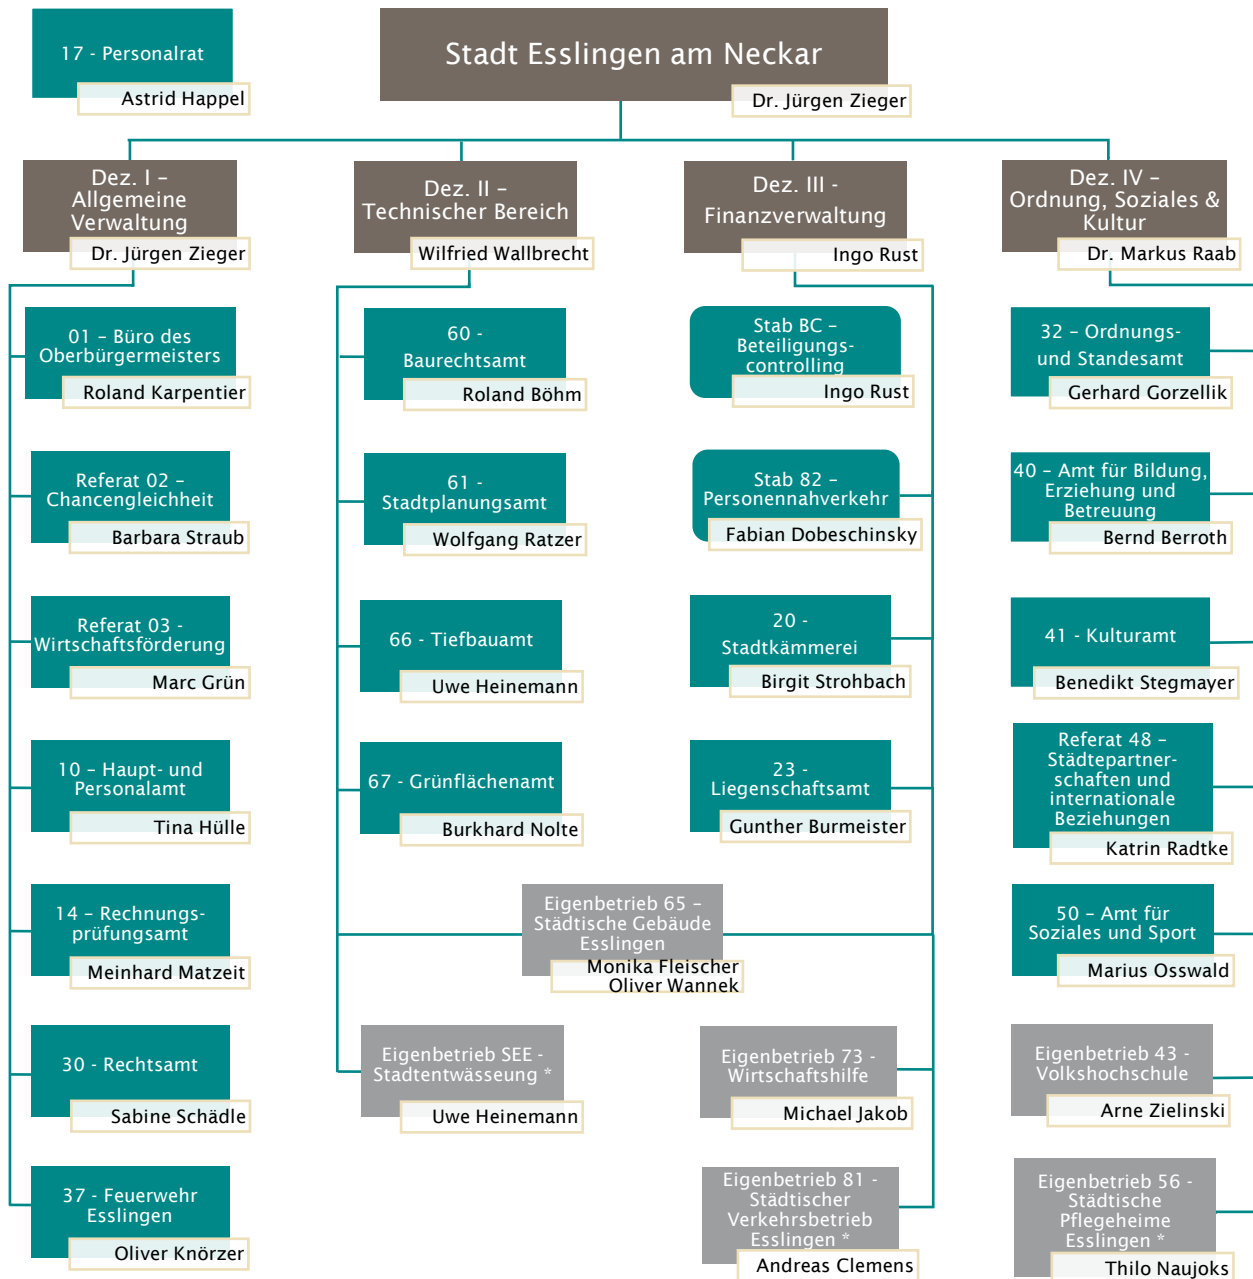 17 - Personalrat
Astrid Happel
Stadt Esslingen am Neckar
Dr. Jürgen Zieger
Dez. I –
Allgemeine
Verwaltung
Dr. Jürgen Zieger
01 – Büro des
Oberbürgermeisters
Roland Karpentier
Referat 02 –
Chancengleichheit
Barbara Straub
Referat 03 -
Wirtschaftsförderung
Marc Grün
10 – Haupt- und
Personalamt
Tina Hülle
14 – Rechnungs-
prüfungsamt
Meinhard Matzeit
30 - Rechtsamt
Sabine Schädle
37 - Feuerwehr
Esslingen
Oliver Knörzer
Dez. II –
Technischer Bereich
Wilfried Wallbrecht
60 -
Baurechtsamt
Roland Böhm
61 -
Stadtplanungsamt
Wolfgang Ratzer
66 - Tiefbauamt
Uwe Heinemann
67 - Grünflächenamt
Burkhard Nolte
Eigenbetrieb 65 –
Städtische Gebäude
Esslingen
Monika Fleischer
Oliver Wannek
Eigenbetrieb SEE -
Stadtentwässeung *
Uwe Heinemann
Dez. III -
Finanzverwaltung
Ingo Rust
Stab BC –
Beteiligungs-
controlling
Ingo Rust
Stab 82 –
Personennahverkehr
Fabian Dobeschinsky
20 -
Stadtkämmerei
Birgit Strohbach
23 -
Liegenschaftsamt
Gunther Burmeister
Eigenbetrieb 73 -
Wirtschaftshilfe
Michael Jakob
Eigenbetrieb 81 -
Städtischer
Verkehrsbetrieb
Esslingen *
Andreas Clemens
Dez. IV –
Ordnung, Soziales &
Kultur
Dr. Markus Raab
32 – Ordnungs-
und Standesamt
Gerhard Gorzellik
40 – Amt für Bildung,
Erziehung und
Betreuung
Bernd Berroth
41 - Kulturamt
Benedikt Stegmayer
Referat 48 –
Städtepartner-
schaften und
internationale
Beziehungen
Katrin Radtke
50 – Amt für
Soziales und Sport
Marius Osswald
Eigenbetrieb 43 -
Volkshochschule
Arne Zielinski
Eigenbetrieb 56 -
Städtische
Pflegeheime
Esslingen *
Thilo Naujoks